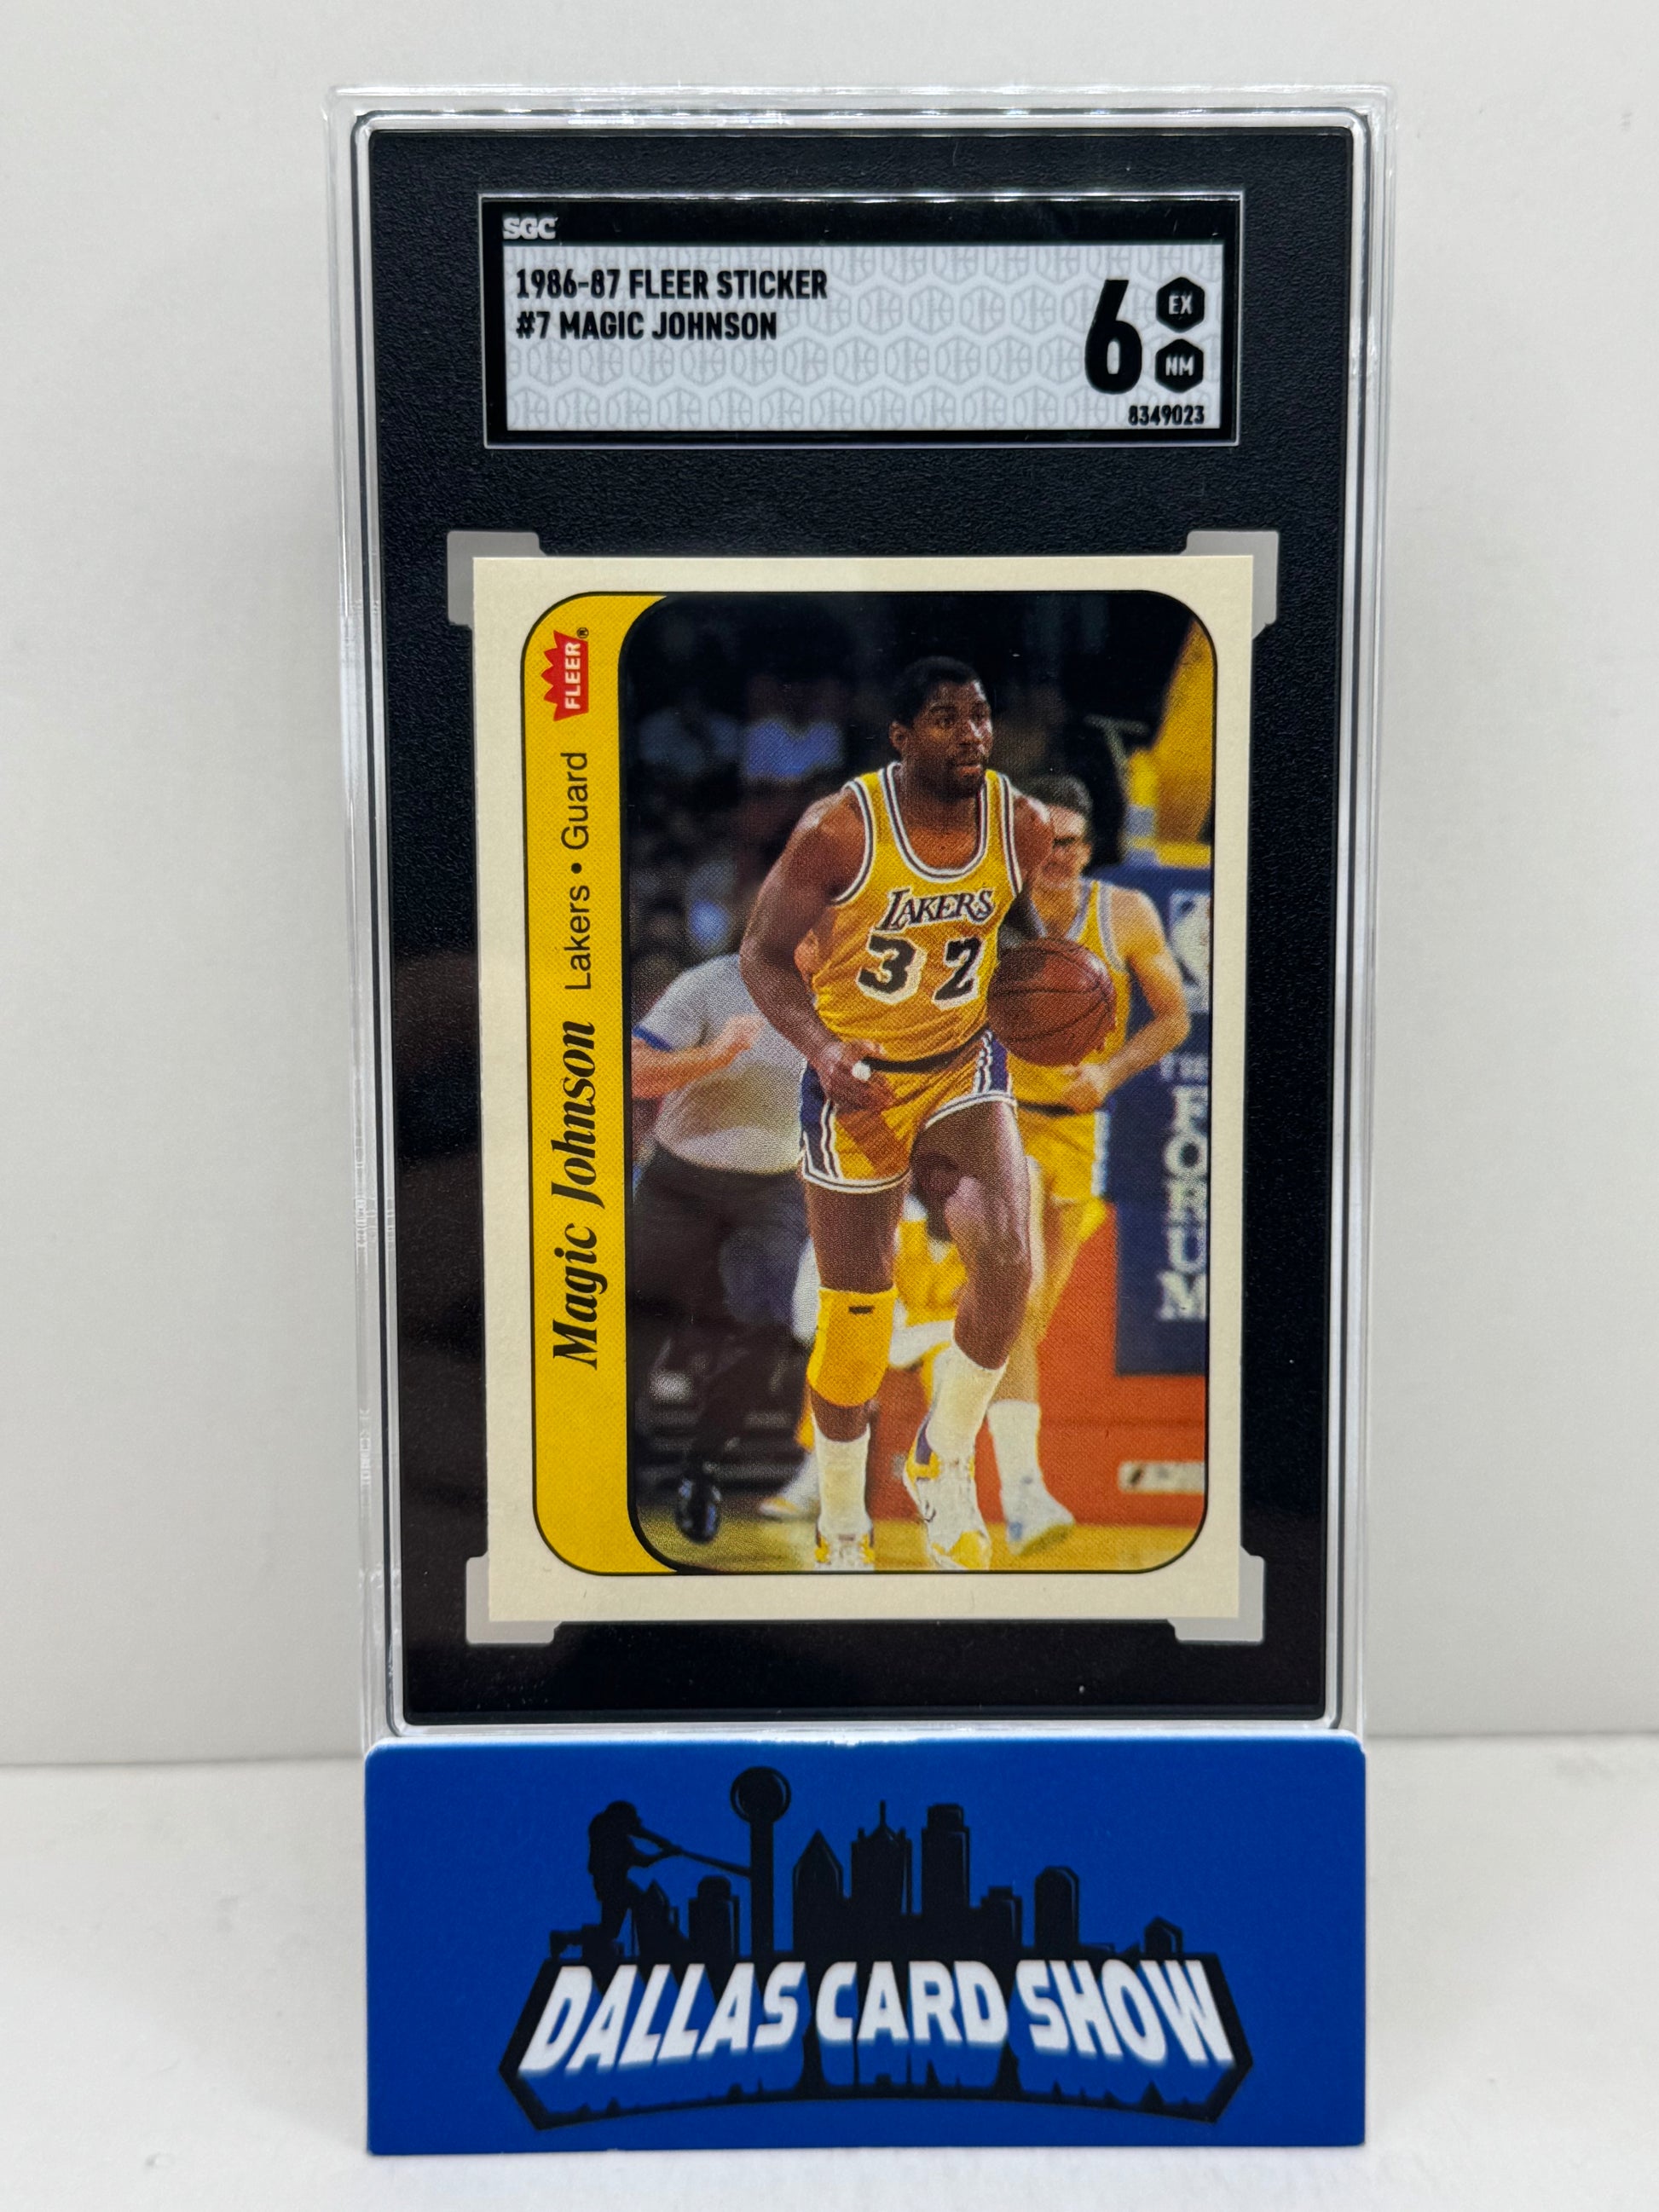 SGC
1986-87 FLEER STICKER
#7 MAGIC JOHNSON
6
EX
NM
8349023
FLEER®
Magic Johnson Lakers • Guard
LAKERS
32
THE
FORUM
DALLAS CARD SHOW